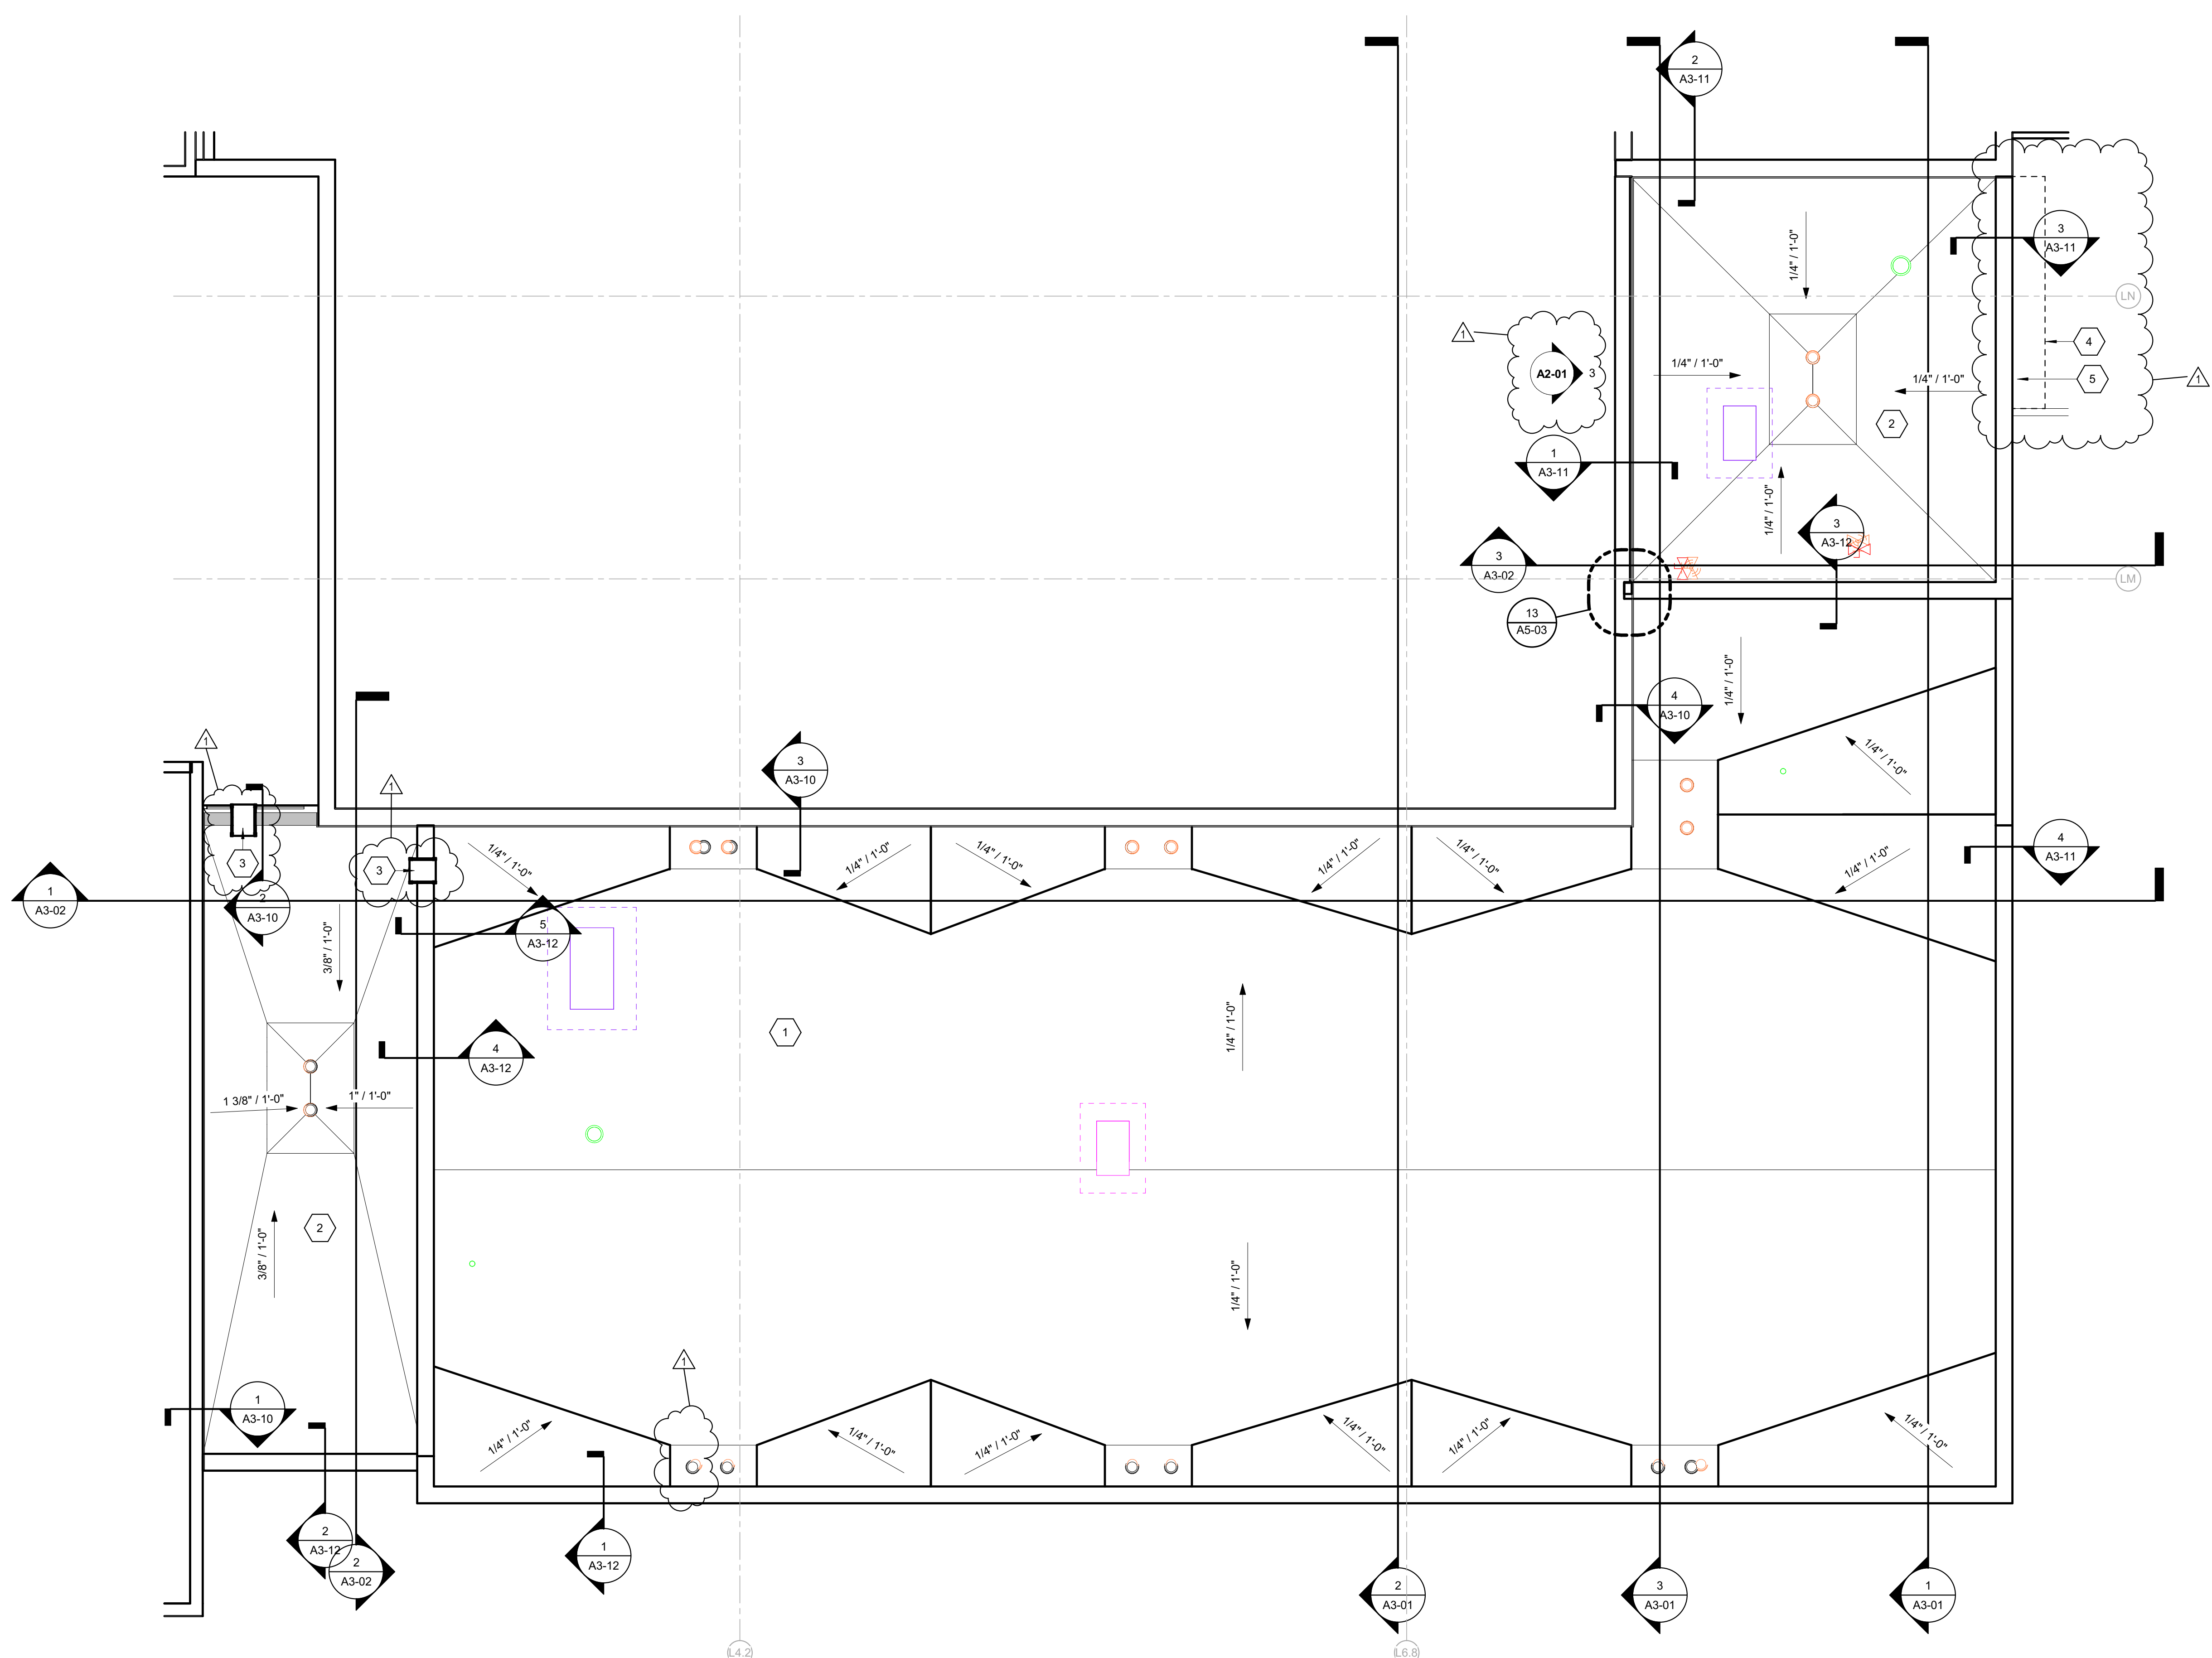 2
A3-11
3
A3-11
1/4" / 1'-0"
LN
1
4
A2-01
3
1/4" / 1'-0"
1/4" / 1'-0"
5
1
2
1
A3-11
1/4" / 1'-0"
3
A3-12
3
A3-02
LM
13
A5-03
1/4" / 1'-0"
4
A3-10
1/4" / 1'-0"
1
3
A3-10
1
1/4" / 1'-0"
1/4" / 1'-0"
1/4" / 1'-0"
1/4" / 1'-0"
1/4" / 1'-0"
1/4" / 1'-0"
4
A3-11
3
3
1
A3-02
2
A3-10
5
A3-12
3/8" / 1'-0"
1
1/4" / 1'-0"
4
A3-12
1 3/8" / 1'-0"
1" / 1'-0"
2
3/8" / 1'-0"
1/4" / 1'-0"
1
1
A3-10
1/4" / 1'-0"
1/4" / 1'-0"
1/4" / 1'-0"
1/4" / 1'-0"
1/4" / 1'-0"
1/4" / 1'-0"
2
A3-12
2
A3-02
1
A3-12
2
A3-01
3
A3-01
1
A3-01
(L4.2)
(L6.8)